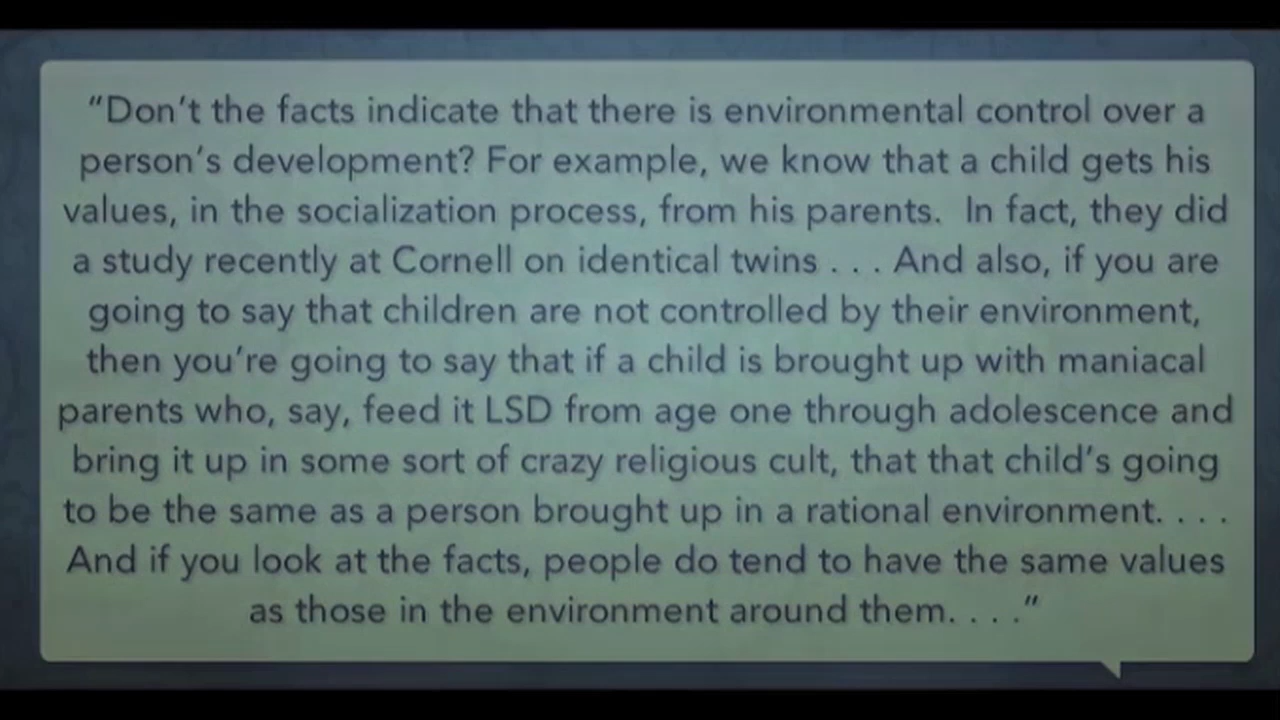 “Don’t the facts indicate that there is environmental control over a
person’s development? For example, we know that a child gets his
values, in the socialization process, from his parents.  In fact, they did
a study recently at Cornell on identical twins . . . And also, if you are
going to say that children are not controlled by their environment,
then you’re going to say that if a child is brought up with maniacal
parents who, say, feed it LSD from age one through adolescence and
bring it up in some sort of crazy religious cult, that that child’s going
to be the same as a person brought up in a rational environment. . . .
And if you look at the facts, people do tend to have the same values
as those in the environment around them. . . .”